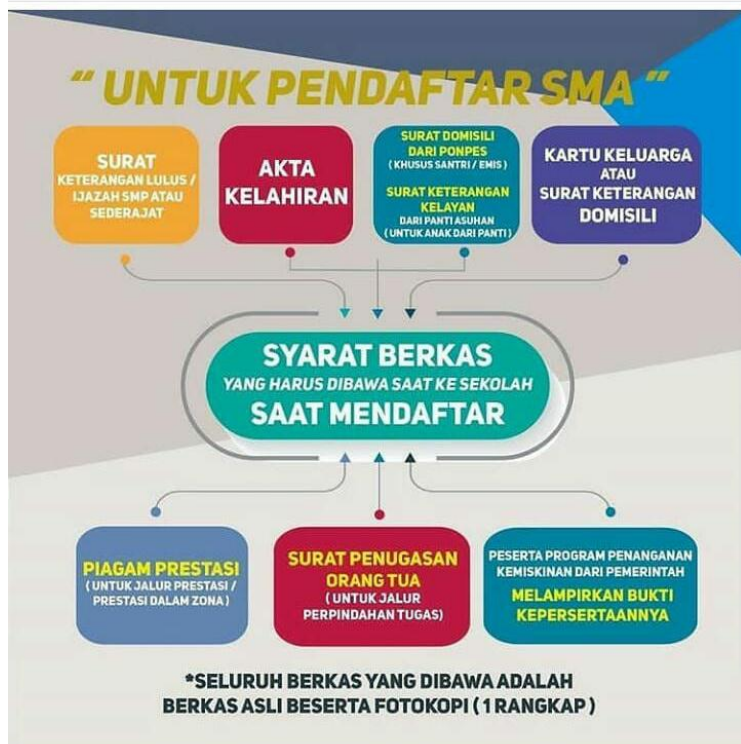 “ UNTUK PENDAFTAR SMA ”
SURAT
KETERANGAN LULUS /
IJAZAH SMP ATAU
SEDERAJAT
AKTA
KELAHIRAN
SURAT DOMISILI
DARI PONPES
( KHUSUS SANTRI / EMIS )
SURAT KETERANGAN
KELAYAN
DARI PANTI ASUHAN
(UNTUK ANAK DARI PANTI )
KARTU KELUARGA
ATAU
SURAT KETERANGAN
DOMISILI
SYARAT BERKAS
YANG HARUS DIBAWA SAAT KE SEKOLAH
SAAT MENDAFTAR
PIAGAM PRESTASI
( UNTUK JALUR PRESTASI /
PRESTASI DALAM ZONA )
SURAT PENUGASAN
ORANG TUA
( UNTUK JALUR
PERPINDAHAN TUGAS)
PESERTA PROGRAM PENANGANAN
KEMISKINAN DARI PEMERINTAH
MELAMPIRKAN BUKTI
KEPERSERTAANNYA
*SELURUH BERKAS YANG DIBAWA ADALAH
BERKAS ASLI BESERTA FOTOKOPI ( 1 RANGKAP )